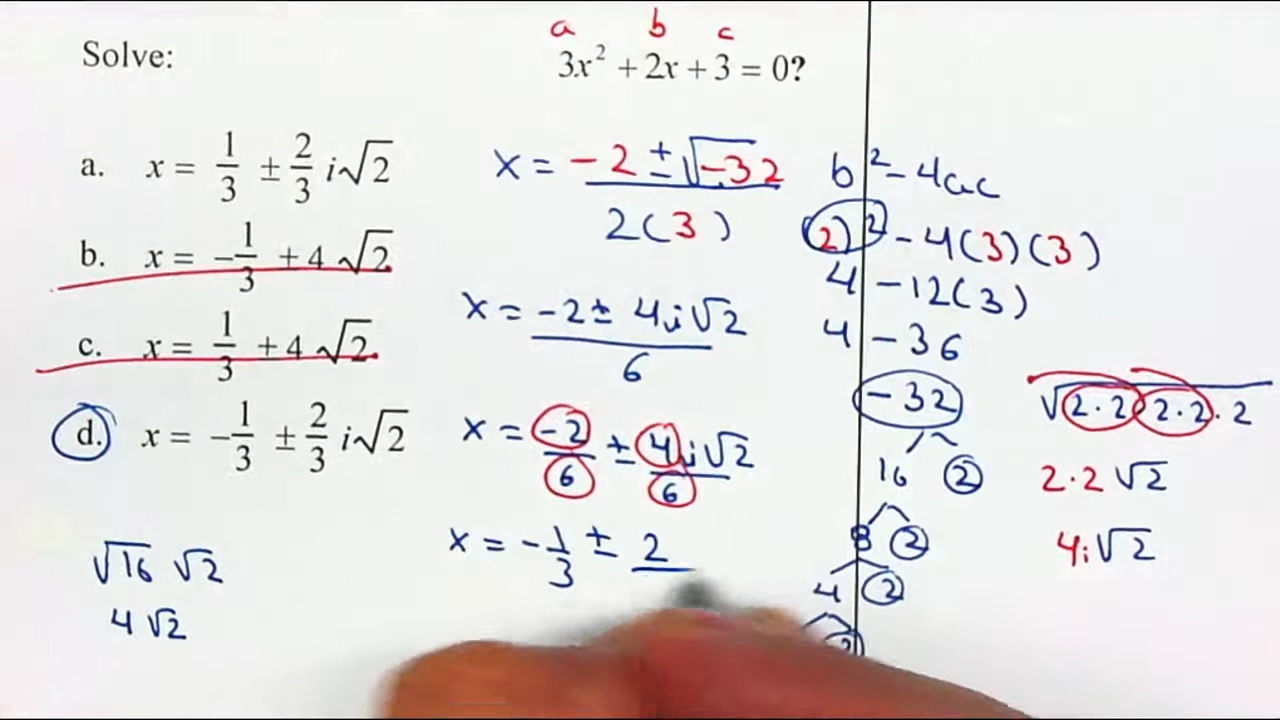 Solve:
a b c
3x² + 2x + 3 = 0?
a. x = 1/3 ± 2/3 i√2
b. x = -1/3 + 4 √2
c. x = 1/3 + 4 √2
d. x = -1/3 ± 2/3 i√2
√16 √2
4 √2
x = -2 ± √-32 / 2(3)
x = -2 ± 4i√2 / 6
x = -2/6 ± 4i√2/6
x = -1/3 ± 2
b² - 4ac
(2)² - 4(3)(3)
4 - 12(3)
4 - 36
-32
16 2
8 2
4 2
2
√2·2·2·2·2
2·2 √2
4i√2